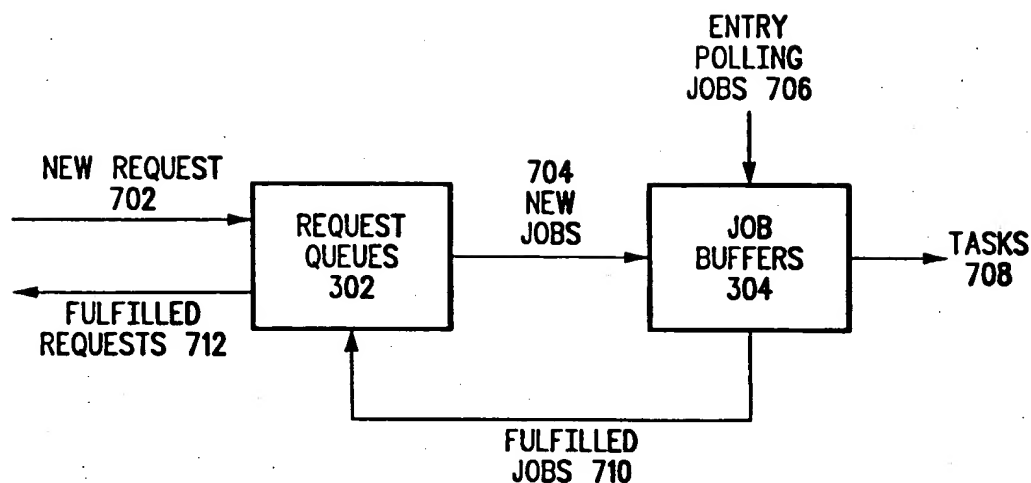 ENTRY
POLLING
JOBS 706
NEW REQUEST
702
REQUEST
QUEUES
302
704
NEW
JOBS
JOB
BUFFERS
304
TASKS
708
FULFILLED
REQUESTS 712
FULFILLED
JOBS 710